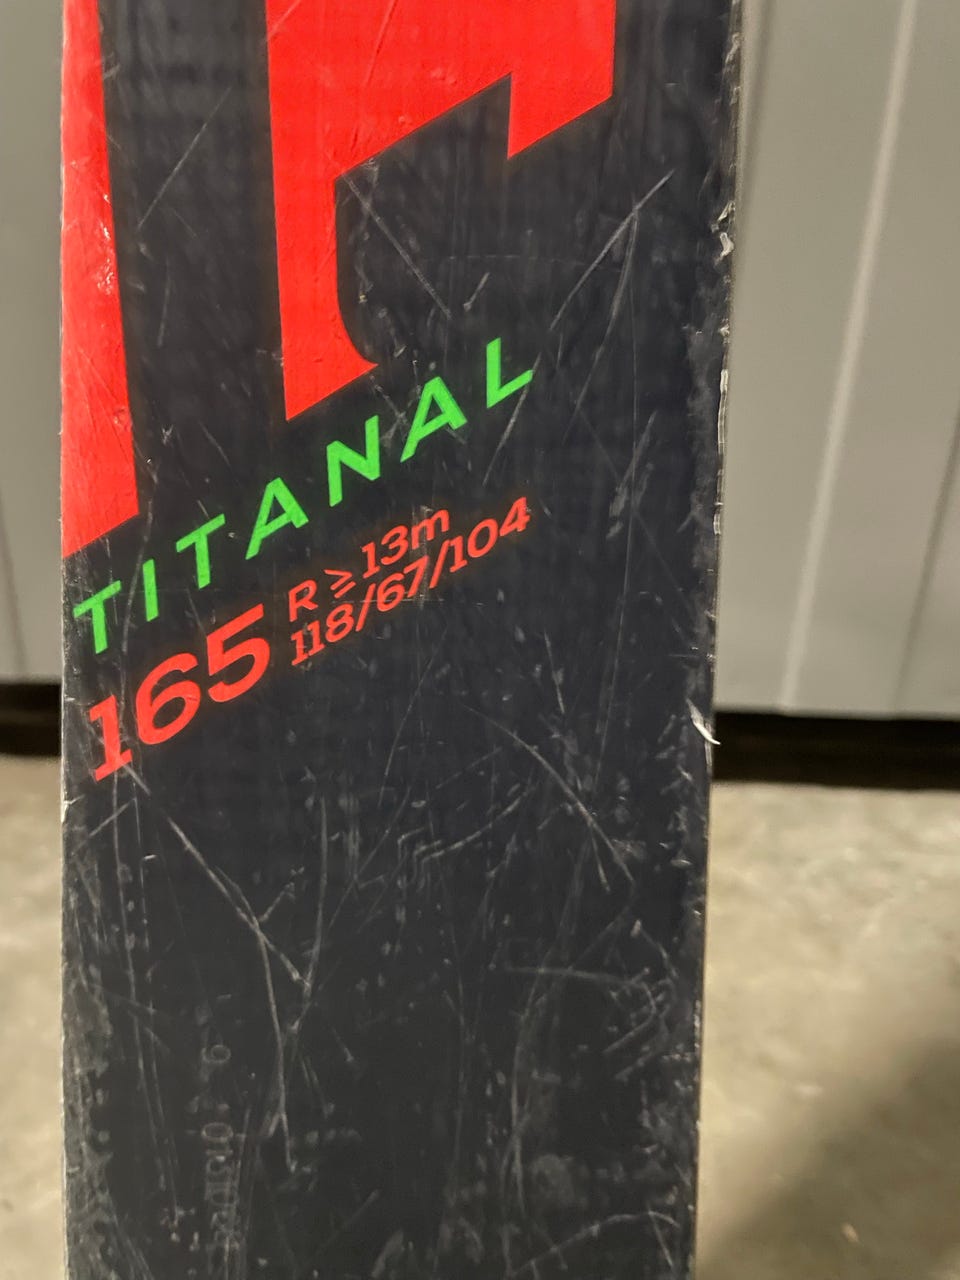 TITANAL
165
R ≥ 13m
118/67/104